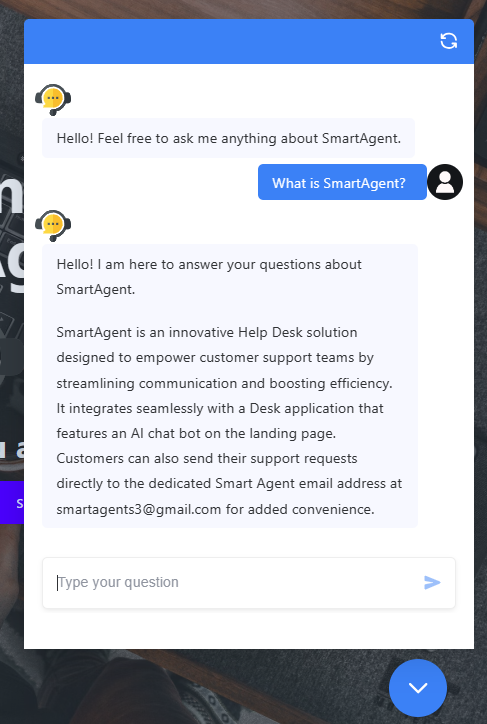 Hello! Feel free to ask me anything about SmartAgent.
What is SmartAgent?
Hello! I am here to answer your questions about
SmartAgent.
SmartAgent is an innovative Help Desk solution
designed to empower customer support teams by
streamlining communication and boosting efficiency.
It integrates seamlessly with a Desk application that
features an AI chat bot on the landing page.
Customers can also send their support requests
directly to the dedicated Smart Agent email address at
smartagents3@gmail.com for added convenience.
Type your question